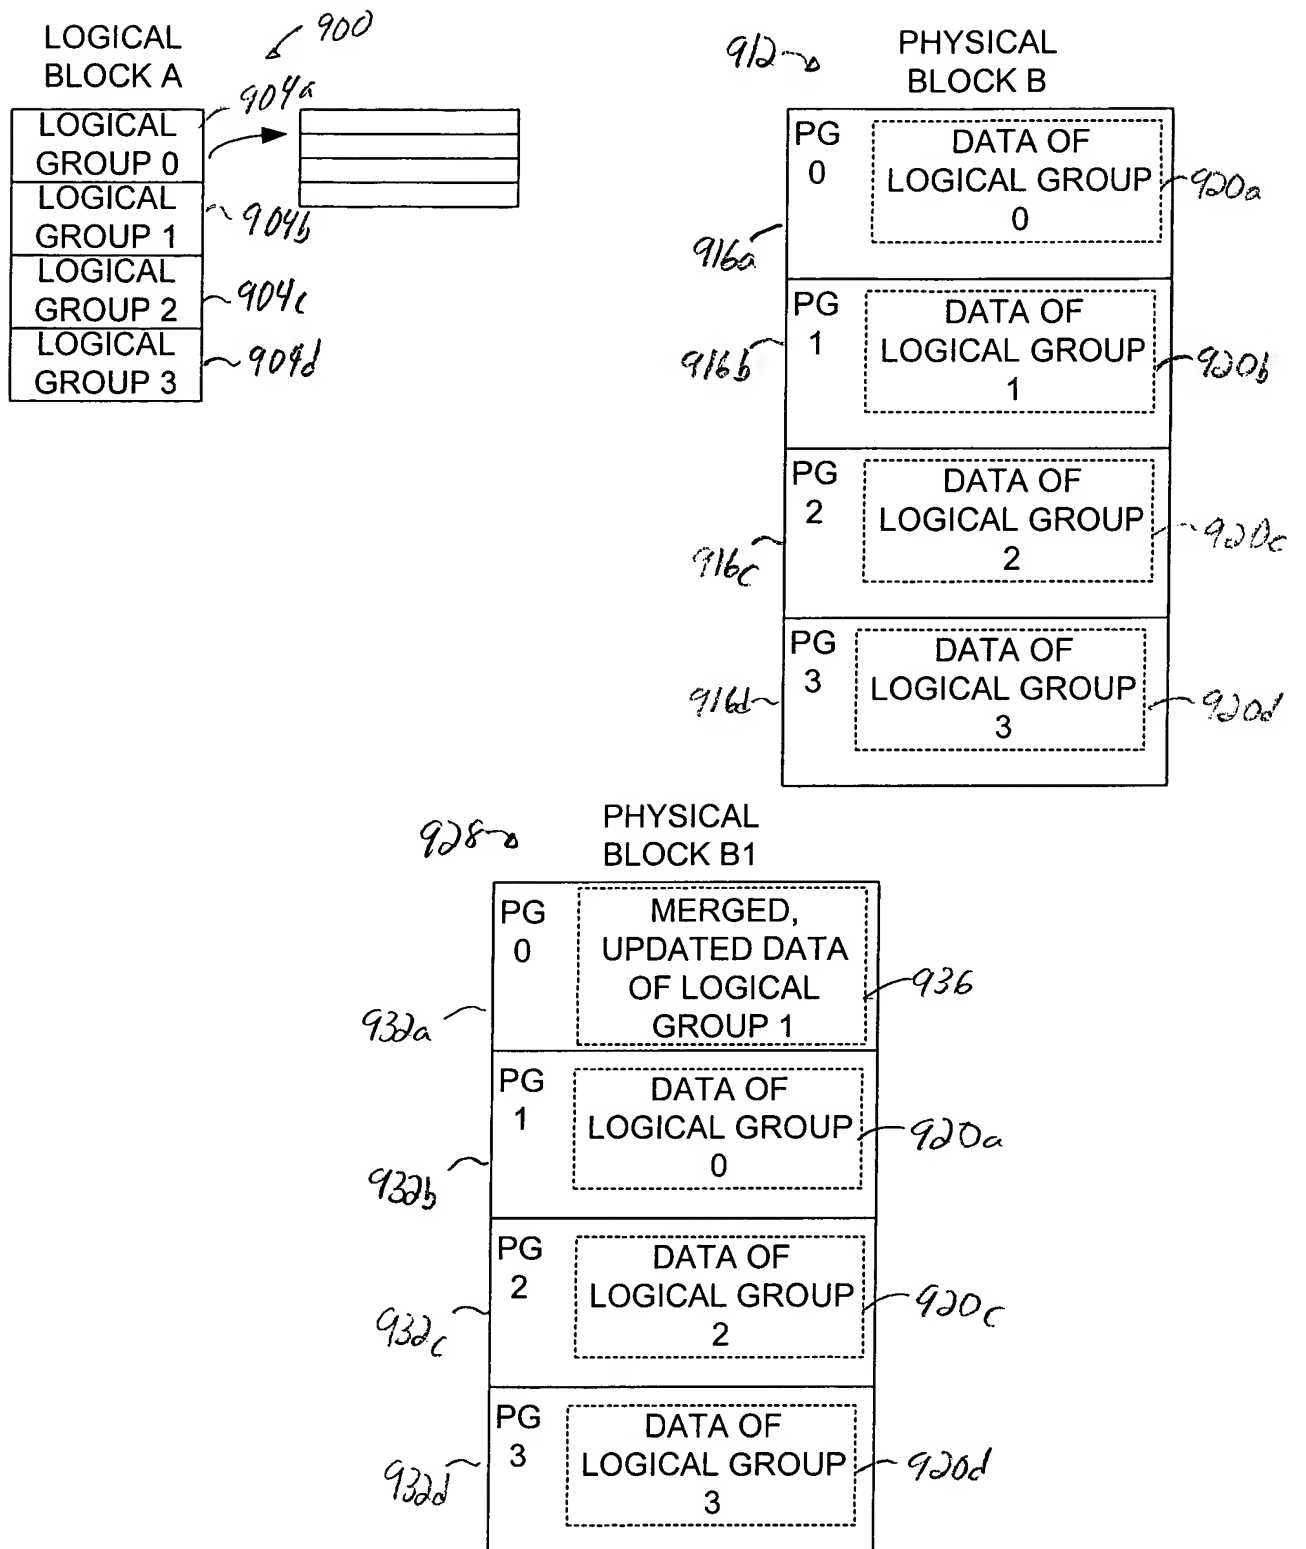 LOGICAL
BLOCK A
900
904a
LOGICAL
GROUP 0
LOGICAL
GROUP 1
904b
LOGICAL
GROUP 2
904c
LOGICAL
GROUP 3
904d
912
PHYSICAL
BLOCK B
PG
0
DATA OF
LOGICAL GROUP
0
920a
916a
PG
1
DATA OF
LOGICAL GROUP
1
920b
916b
PG
2
DATA OF
LOGICAL GROUP
2
920c
916c
PG
3
DATA OF
LOGICAL GROUP
3
920d
916d
928
PHYSICAL
BLOCK B1
PG
0
MERGED,
UPDATED DATA
OF LOGICAL
GROUP 1
936
932a
PG
1
DATA OF
LOGICAL GROUP
0
920a
932b
PG
2
DATA OF
LOGICAL GROUP
2
920c
932c
PG
3
DATA OF
LOGICAL GROUP
3
920d
932d